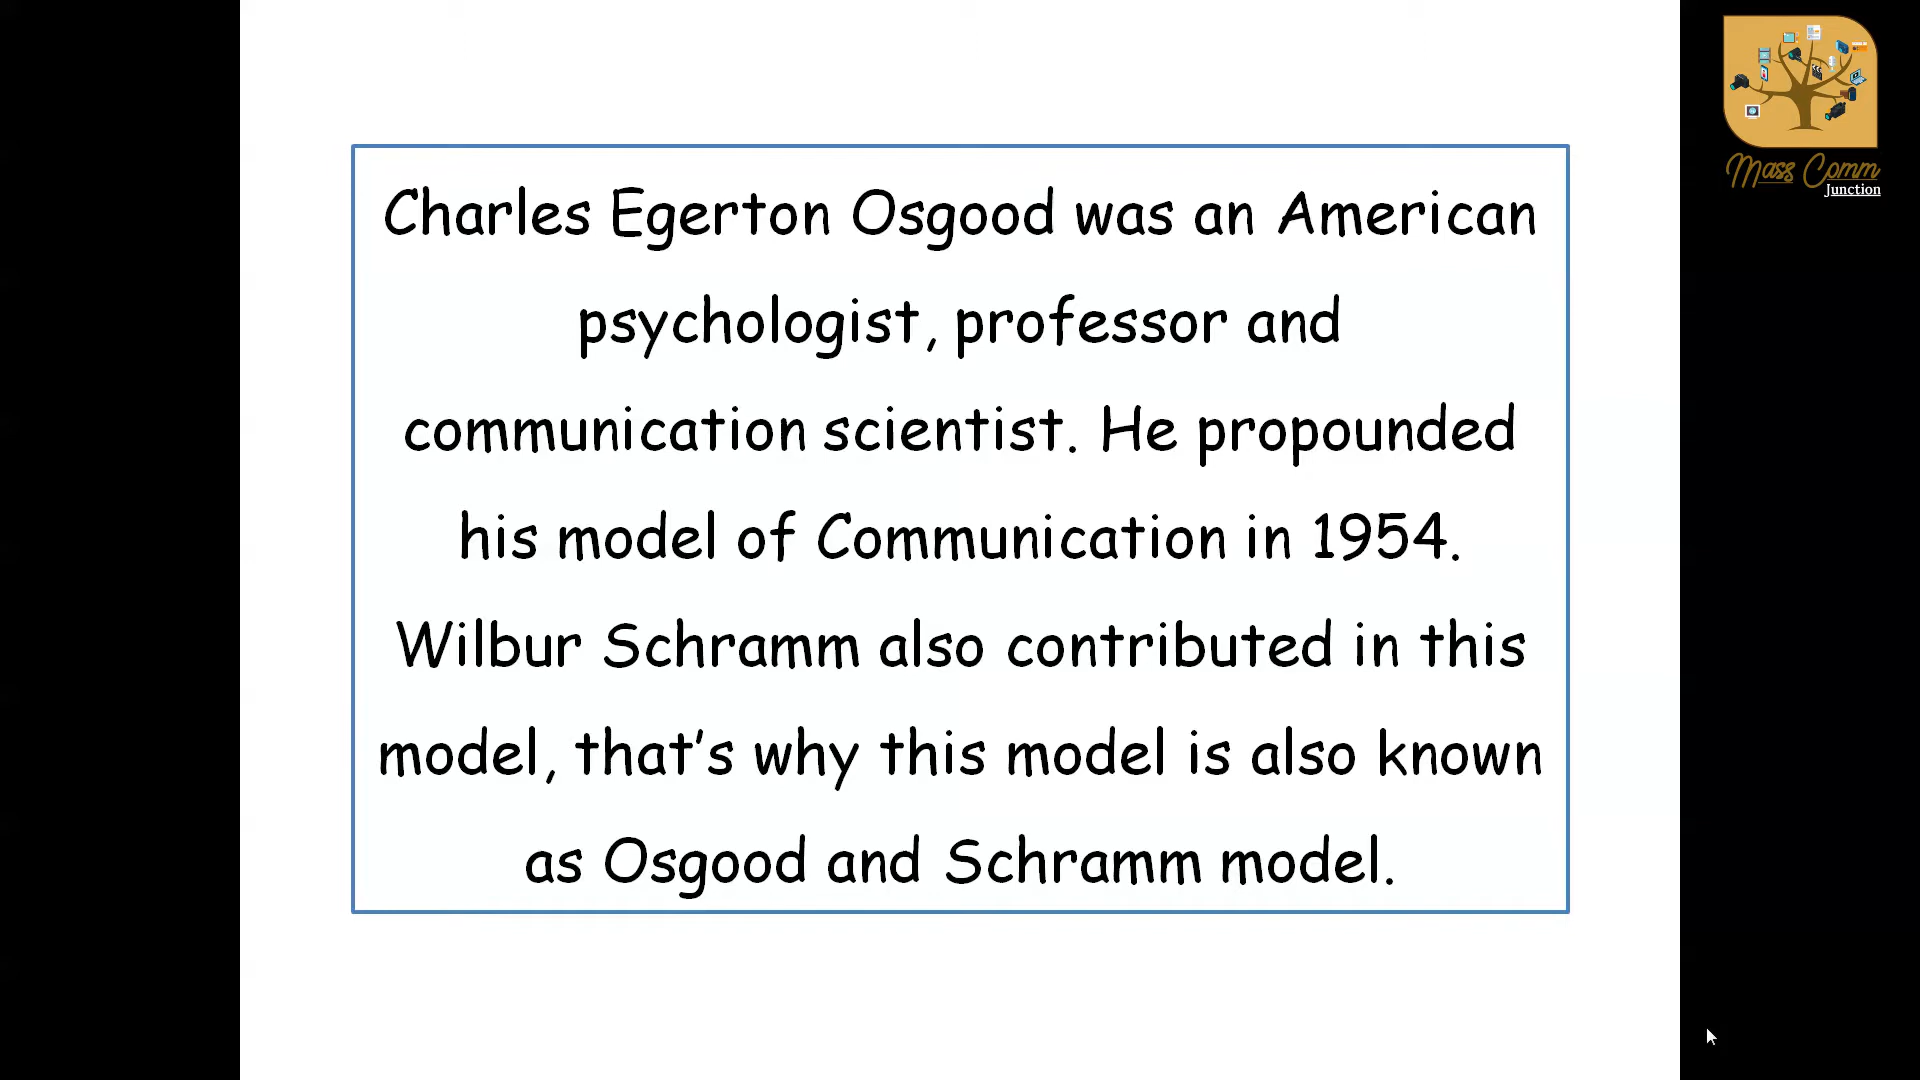 Charles Egerton Osgood was an American
psychologist, professor and
communication scientist. He propounded
his model of Communication in 1954.
Wilbur Schramm also contributed in this
model, that's why this model is also known
as Osgood and Schramm model.
Mass Comm
Junction